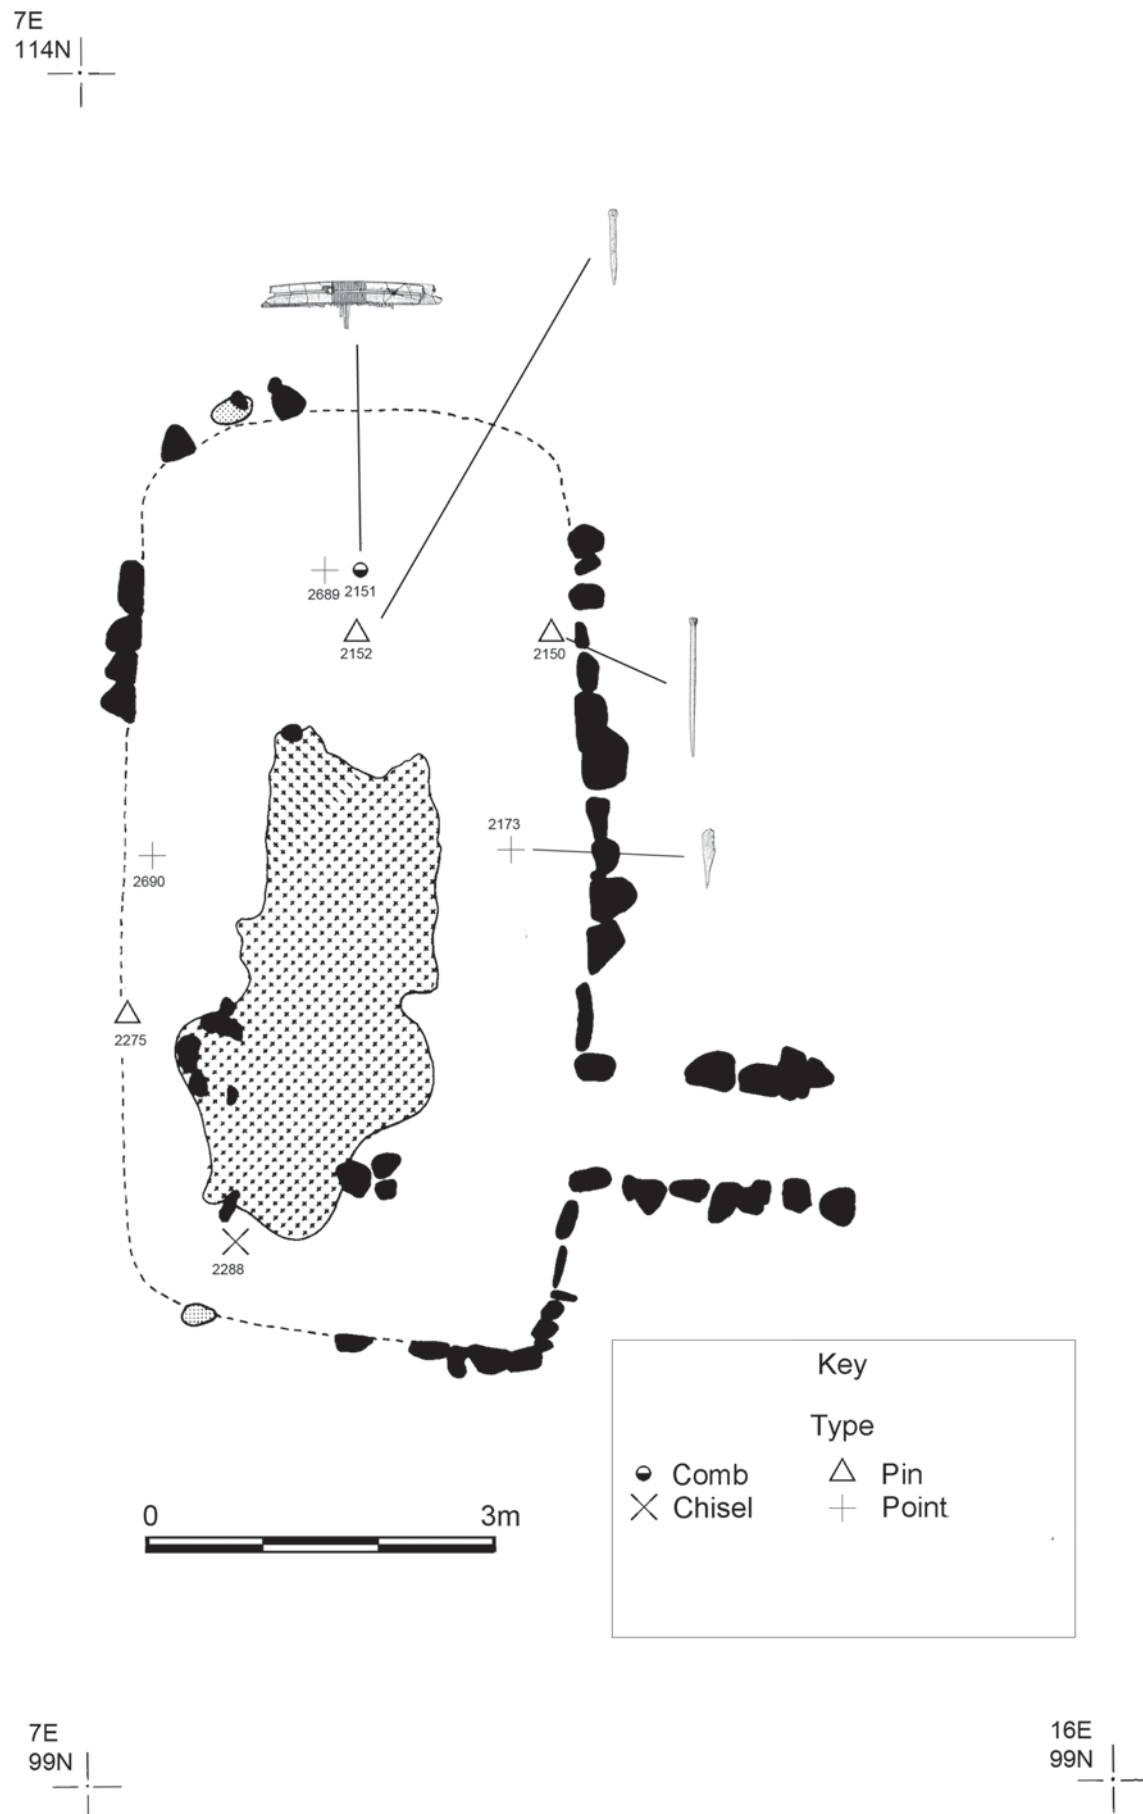 7E
114N
2689 2151
2152
2150
2173
2690
2275
2288
Key
Type
Comb
Pin
Chisel
Point
0
3m
7E
99N
16E
99N